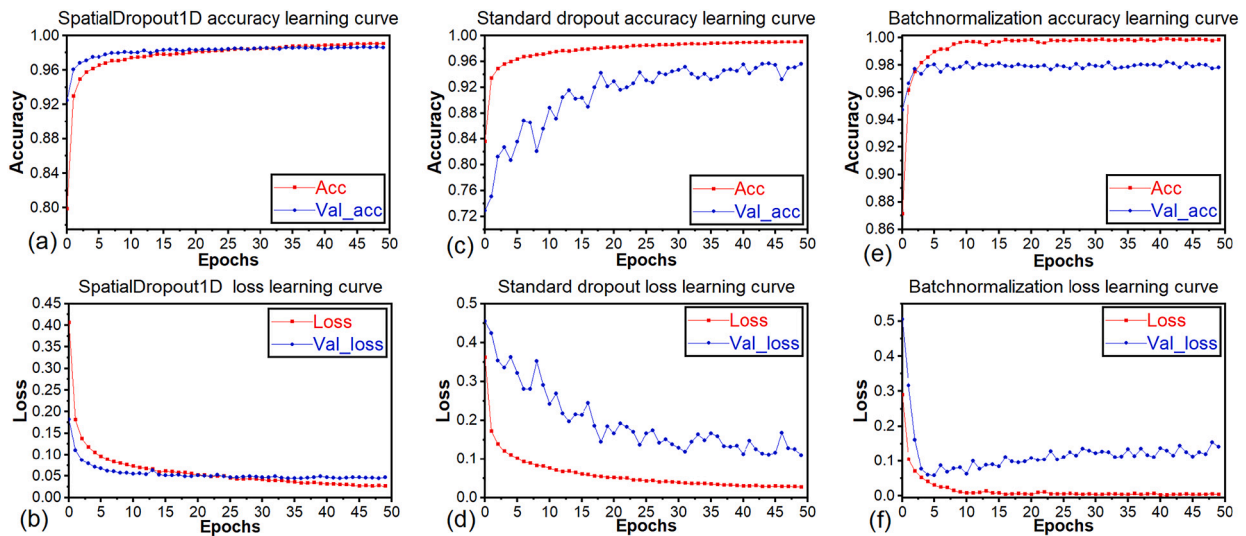 SpatialDropout1D accuracy learning curve
1.00
0.96
0.92
0.88
0.84
0.80
Accuracy
Acc
Val_acc
(a)
0 5 10 15 20 25 30 35 40 45 50
Epochs
Standard dropout accuracy learning curve
1.00
0.96
0.92
0.88
0.84
0.80
0.76
0.72
Accuracy
Acc
Val_acc
(c)
0 5 10 15 20 25 30 35 40 45 50
Epochs
Batchnormalization accuracy learning curve
1.00
0.98
0.96
0.94
0.92
0.90
0.88
0.86
Accuracy
Acc
Val_acc
(e)
0 5 10 15 20 25 30 35 40 45 50
Epochs
SpatialDropout1D loss learning curve
0.45
0.40
0.35
0.30
0.25
0.20
0.15
0.10
0.05
0.00
Loss
Loss
Val_loss
(b)
0 5 10 15 20 25 30 35 40 45 50
Epochs
Standard dropout loss learning curve
0.5
0.4
0.3
0.2
0.1
0.0
Loss
Loss
Val_loss
(d)
0 5 10 15 20 25 30 35 40 45 50
Epochs
Batchnormalization loss learning curve
0.5
0.4
0.3
0.2
0.1
0.0
Loss
Loss
Val_loss
(f)
0 5 10 15 20 25 30 35 40 45 50
Epochs